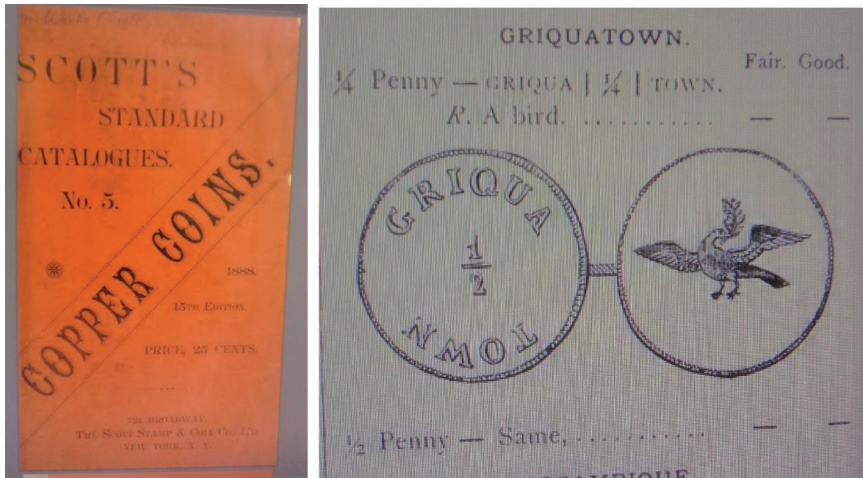 SCOTT'S
STANDARD
CATALOGUES.
No. 5.
COPPER COINS.
1888.
15TH EDITION.
PRICE, 25 CENTS.
721 BROADWAY,
THE SCOTT STAMP & COIN CO. L'D.
NEW YORK, N. Y.
GRIQUATOWN.
Fair. Good.
¼ Penny — GRIQUA | ¼ | TOWN.
R. A bird. ............ — —
GRIQUA
1/2
TOWN
½ Penny — Same, ............ — —